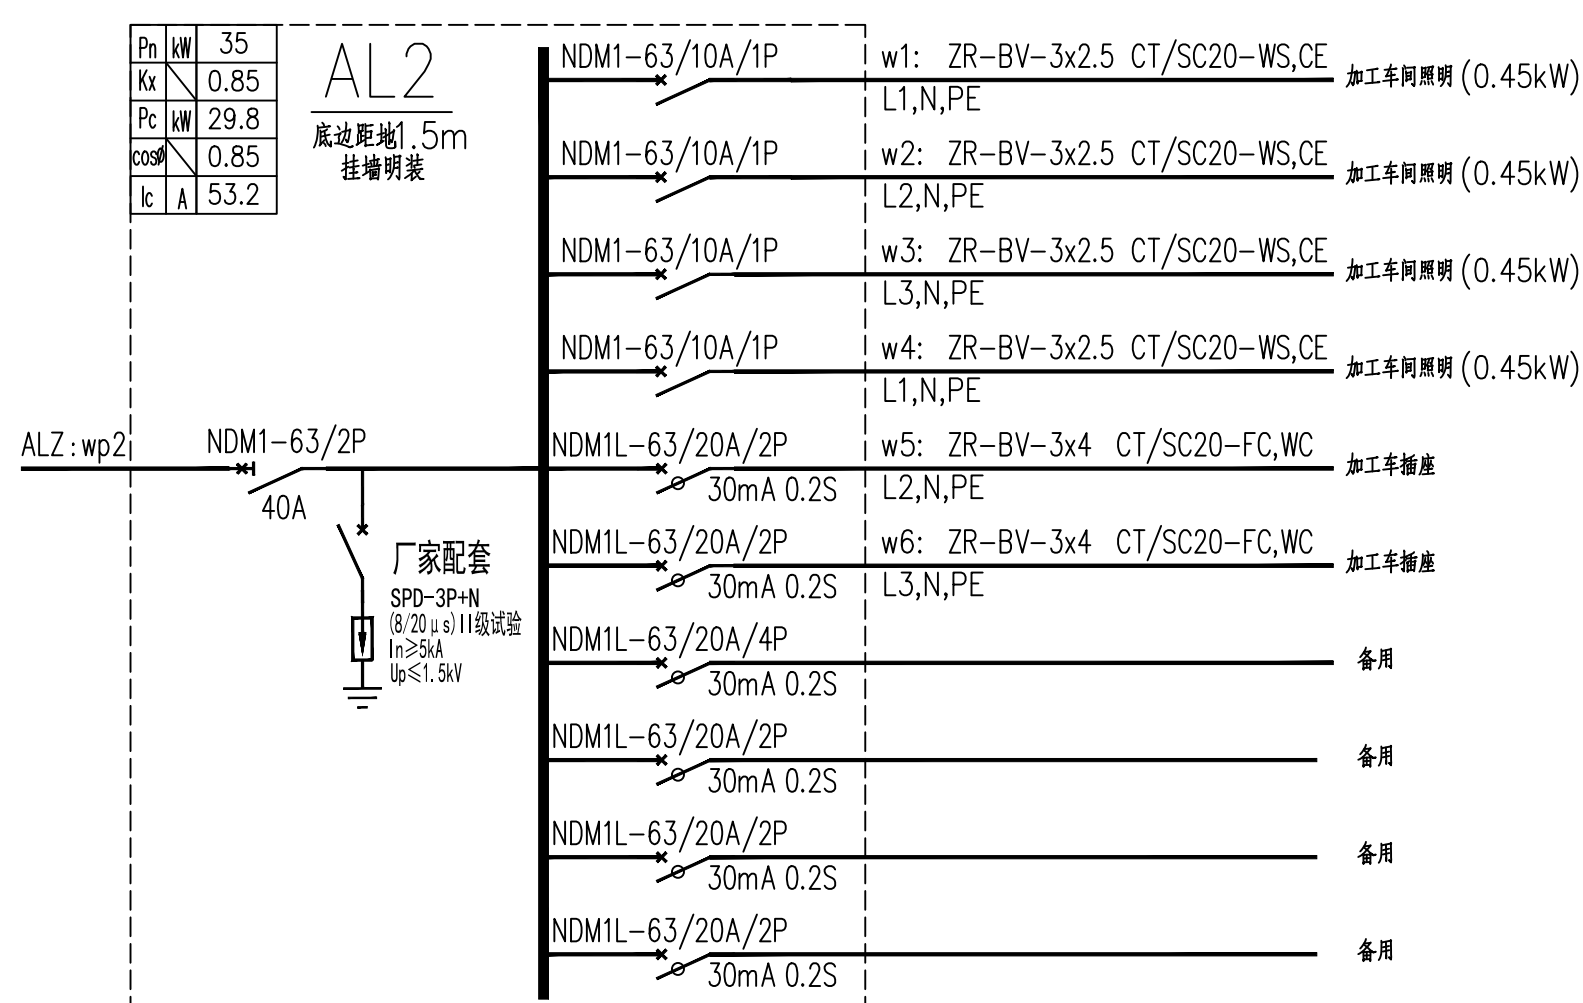 Pn kW 35
Kx 0.85
Pc kW 29.8
cosø 0.85
Ic A 53.2
AL2
底边距地1.5m
挂墙明装
ALZ:wp2
NDM1-63/2P
40A
厂家配套
SPD-3P+N
(8/20μs)II级试验
In≥5kA
Up≤1.5kV
NDM1-63/10A/1P w1: ZR-BV-3x2.5 CT/SC20-WS,CE 加工车间照明(0.45kW)
L1,N,PE
NDM1-63/10A/1P w2: ZR-BV-3x2.5 CT/SC20-WS,CE 加工车间照明(0.45kW)
L2,N,PE
NDM1-63/10A/1P w3: ZR-BV-3x2.5 CT/SC20-WS,CE 加工车间照明(0.45kW)
L3,N,PE
NDM1-63/10A/1P w4: ZR-BV-3x2.5 CT/SC20-WS,CE 加工车间照明(0.45kW)
L1,N,PE
NDM1L-63/20A/2P w5: ZR-BV-3x4 CT/SC20-FC,WC 加工车插座
30mA 0.2S L2,N,PE
NDM1L-63/20A/2P w6: ZR-BV-3x4 CT/SC20-FC,WC 加工车插座
30mA 0.2S L3,N,PE
NDM1L-63/20A/4P 备用
30mA 0.2S
NDM1L-63/20A/2P 备用
30mA 0.2S
NDM1L-63/20A/2P 备用
30mA 0.2S
NDM1L-63/20A/2P 备用
30mA 0.2S